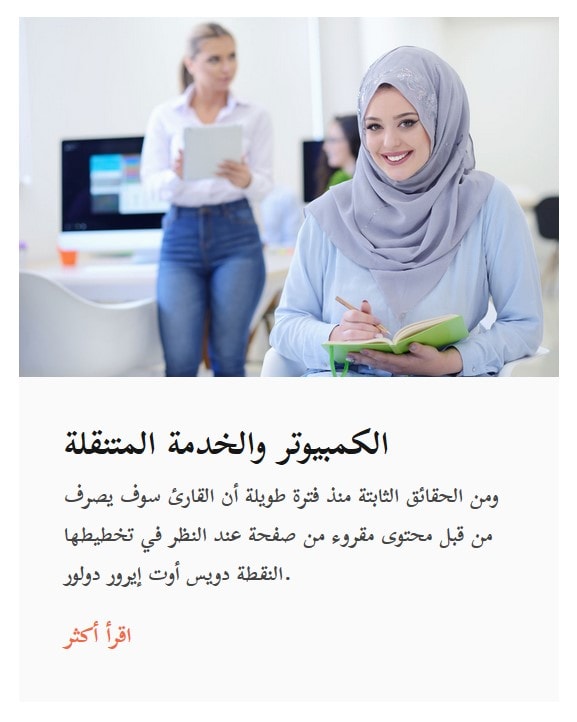 الكمبيوتر والخدمة المتنقلة
ومن الحقائق الثابتة منذ فترة طويلة أن القارئ سوف يصرف
من قبل محتوى مقروء من صفحة عند النظر في تخطيطها
النقطة دويس أوت إيرور دولور.
اقرأ أكثر